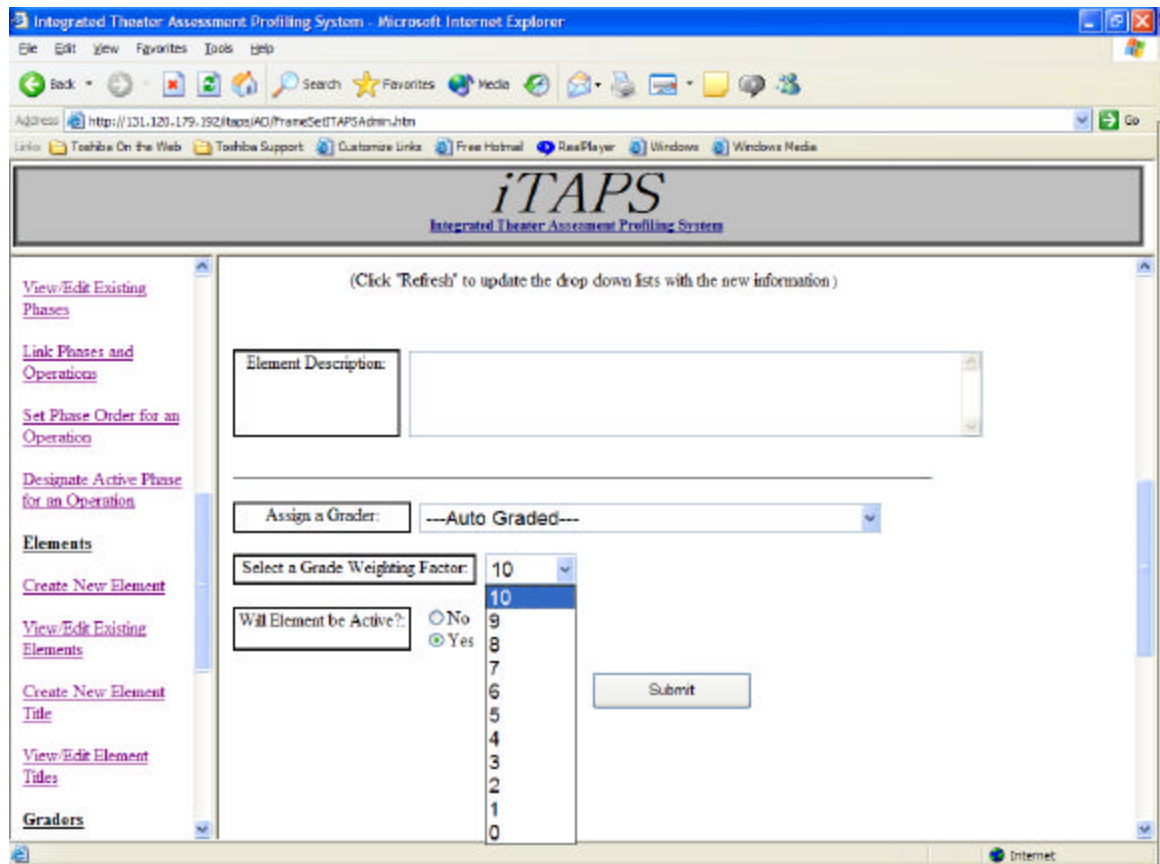 Integrated Theater Assessment Profiling System - Microsoft Internet Explorer
File Edit View Favorites Tools Help
Back Search Favorites Media
Address http://131.120.179.192/itaps/AO/FrameSetITAPSAdmin.htm Go
Links Toshiba On the Web Toshiba Support Customize Links Free Hotmail RealPlayer Windows Windows Media
iTAPS
Integrated Theater Assessment Profiling System
View/Edit Existing
Phases
Link Phases and
Operations
Set Phase Order for an
Operation
Designate Active Phase
for an Operation
Elements
Create New Element
View/Edit Existing
Elements
Create New Element
Title
View/Edit Element
Titles
Graders
(Click "Refresh" to update the drop down lists with the new information)
Element Description:
Assign a Grader: ---Auto Graded---
Select a Grade Weighting Factor: 10
Will Element be Active?: No
Yes
10
9
8
7
6
5
4
3
2
1
0
Submit
Internet